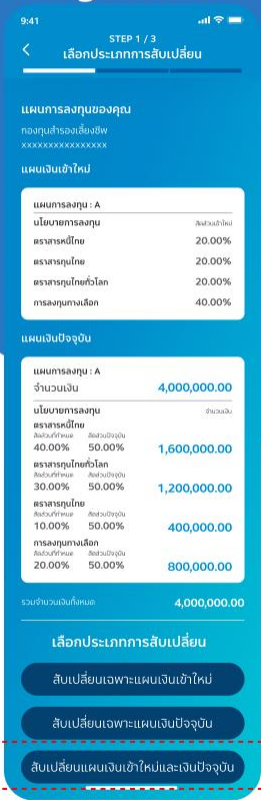 9:41
STEP 1 / 3
เลือกประเภทการสับเปลี่ยน
แผนการลงทุนของคุณ
กองทุนสำรองเลี้ยงชีพ
xxxxxxxxxxxxxxxx
แผนเงินเข้าใหม่
แผนการลงทุน : A
นโยบายการลงทุน สัดส่วนเข้าใหม่
ตราสารหนี้ไทย 20.00%
ตราสารทุนไทย 20.00%
ตราสารทุนไทยทั่วโลก 20.00%
การลงทุนทางเลือก 40.00%
แผนเงินปัจจุบัน
แผนการลงทุน : A
จำนวนเงิน 4,000,000.00
นโยบายการลงทุน จำนวนเงิน
ตราสารหนี้ไทย
สัดส่วนที่กำหนด สัดส่วนปัจจุบัน
40.00% 50.00% 1,600,000.00
ตราสารทุนไทยทั่วโลก
สัดส่วนที่กำหนด สัดส่วนปัจจุบัน
30.00% 50.00% 1,200,000.00
ตราสารทุนไทย
สัดส่วนที่กำหนด สัดส่วนปัจจุบัน
10.00% 50.00% 400,000.00
การลงทุนทางเลือก
สัดส่วนที่กำหนด สัดส่วนปัจจุบัน
20.00% 50.00% 800,000.00
รวมจำนวนเงินทั้งหมด 4,000,000.00
เลือกประเภทการสับเปลี่ยน
สับเปลี่ยนเฉพาะแผนเงินเข้าใหม่
สับเปลี่ยนเฉพาะแผนเงินปัจจุบัน
สับเปลี่ยนแผนเงินเข้าใหม่และเงินปัจจุบัน